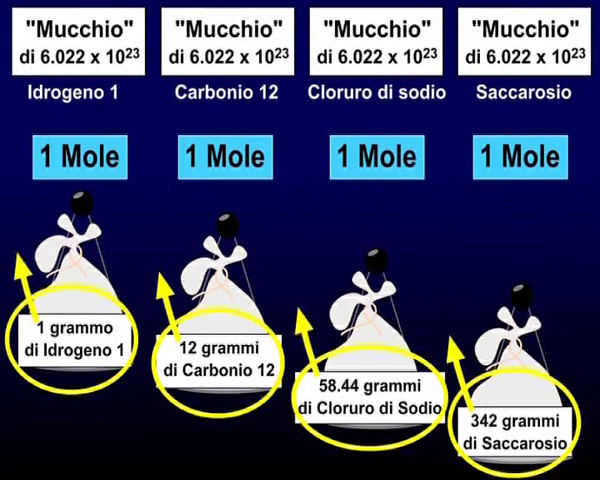 "Mucchio"
di 6.022 x 10²³
Idrogeno 1
1 Mole
1 grammo
di Idrogeno 1
"Mucchio"
di 6.022 x 10²³
Carbonio 12
1 Mole
12 grammi
di Carbonio 12
"Mucchio"
di 6.022 x 10²³
Cloruro di sodio
1 Mole
58.44 grammi
di Cloruro di Sodio
"Mucchio"
di 6.022 x 10²³
Saccarosio
1 Mole
342 grammi
di Saccarosio